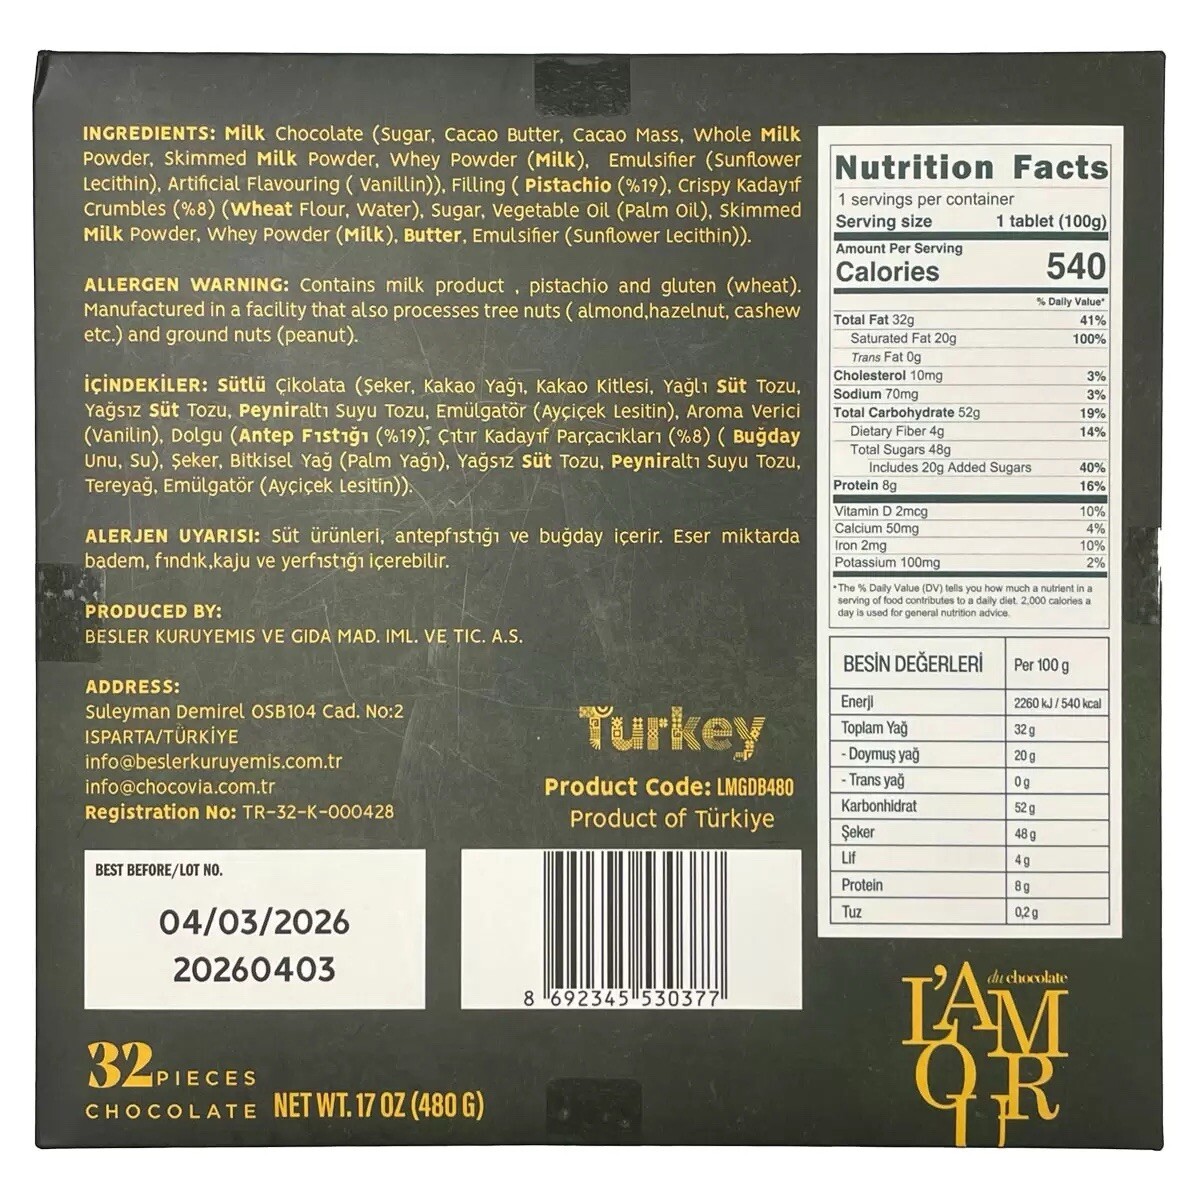 INGREDIENTS: Milk Chocolate (Sugar, Cacao Butter, Cacao Mass, Whole Milk
Powder, Skimmed Milk Powder, Whey Powder (Milk), Emulsifier (Sunflower
Lecithin), Artificial Flavouring ( Vanillin)), Filling ( Pistachio (%19), Crispy Kadayıf
Crumbles (%8) (Wheat Flour, Water), Sugar, Vegetable Oil (Palm Oil), Skimmed
Milk Powder, Whey Powder (Milk), Butter, Emulsifier (Sunflower Lecithin)).
ALLERGEN WARNING: Contains milk product , pistachio and gluten (wheat).
Manufactured in a facility that also processes tree nuts ( almond,hazelnut, cashew
etc.) and ground nuts (peanut).
İÇİNDEKİLER: Sütlü Çikolata (Şeker, Kakao Yağı, Kakao Kitlesi, Yağlı Süt Tozu,
Yağsız Süt Tozu, Peyniraltı Suyu Tozu, Emülgatör (Ayçiçek Lesitin), Aroma Verici
(Vanilin), Dolgu (Antep Fıstığı (%19), Çıtır Kadayıf Parçacıkları (%8) ( Buğday
Unu, Su), Şeker, Bitkisel Yağ (Palm Yağı), Yağsız Süt Tozu, Peyniraltı Suyu Tozu,
Tereyağ, Emülgatör (Ayçiçek Lesitin)).
ALERJEN UYARISI: Süt ürünleri, antepfıstığı ve buğday içerir. Eser miktarda
badem, fındık,kaju ve yerfıstığı içerebilir.
PRODUCED BY:
BESLER KURUYEMIS VE GIDA MAD. IML. VE TIC. A.S.
ADDRESS:
Suleyman Demirel OSB104 Cad. No:2
ISPARTA/TÜRKİYE
info@beslerkuruyemis.com.tr
info@chocovia.com.tr
Registration No: TR-32-K-000428
Turkey
Product Code: LMGDB480
Product of Türkiye
BEST BEFORE/LOT NO.
04/03/2026
20260403
8 692345 530377
32 PIECES
CHOCOLATE NET WT. 17 OZ (480 G)
Nutrition Facts
1 servings per container
Serving size 1 tablet (100g)
Amount Per Serving
Calories 540
% Daily Value*
Total Fat 32g 41%
Saturated Fat 20g 100%
Trans Fat 0g
Cholesterol 10mg 3%
Sodium 70mg 3%
Total Carbohydrate 52g 19%
Dietary Fiber 4g 14%
Total Sugars 48g
Includes 20g Added Sugars 40%
Protein 8g 16%
Vitamin D 2mcg 10%
Calcium 50mg 4%
Iron 2mg 10%
Potassium 100mg 2%
*The % Daily Value (DV) tells you how much a nutrient in a
serving of food contributes to a daily diet. 2,000 calories a
day is used for general nutrition advice.
BESİN DEĞERLERİ Per 100 g
Enerji 2260 kJ / 540 kcal
Toplam Yağ 32 g
- Doymuş yağ 20 g
- Trans yağ 0 g
Karbonhidrat 52 g
Şeker 48 g
Lif 4 g
Protein 8 g
Tuz 0,2 g
L'AMOUR
du chocolate